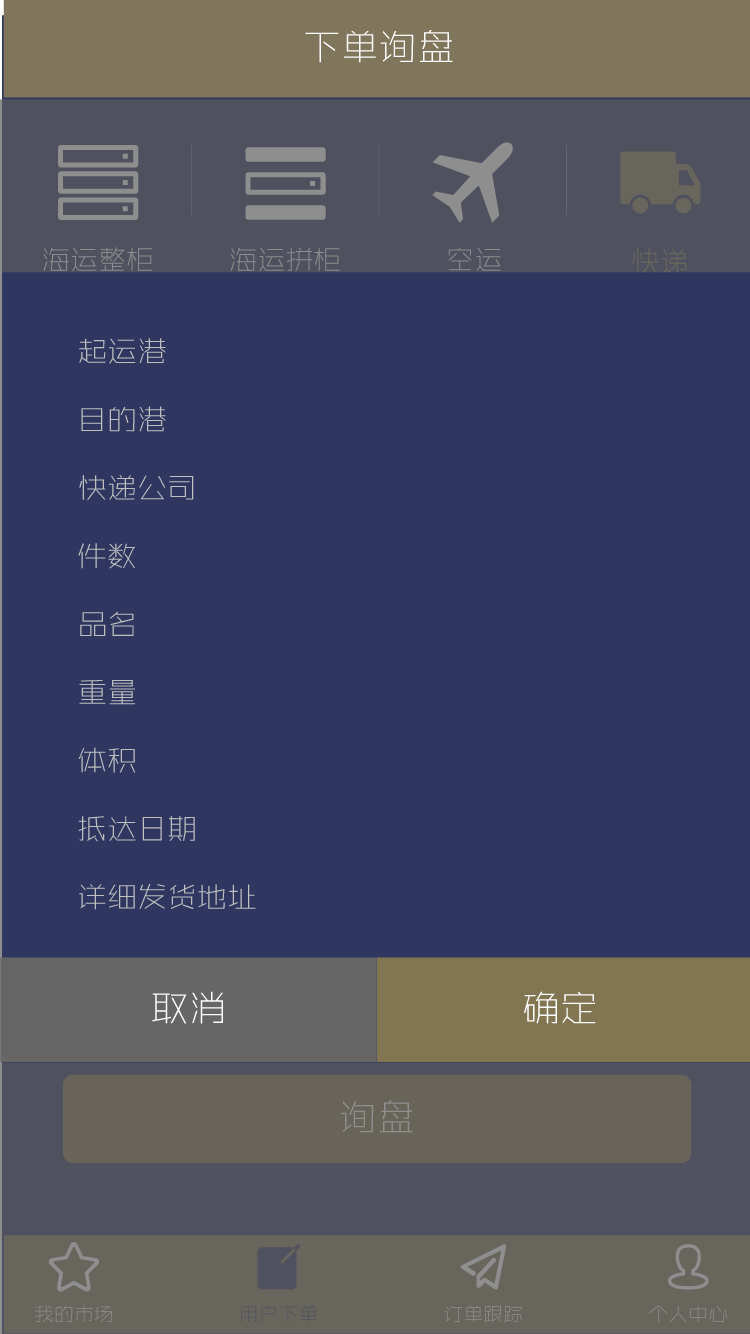 下单询盘
海运整柜 海运拼柜 空运 快递
起运港
目的港
快递公司
件数
品名
重量
体积
抵达日期
详细发货地址
取消 确定
询盘
我的市场 用户下单 订单跟踪 个人中心